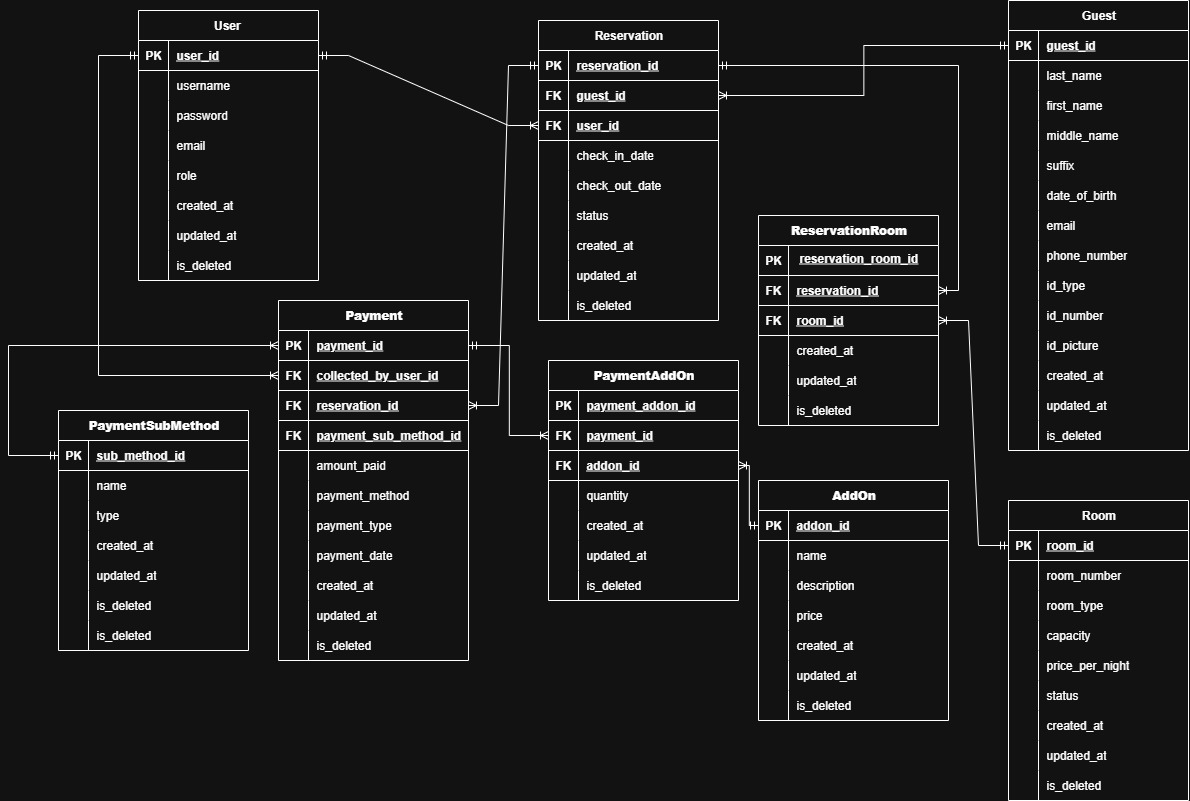 User
PK user_id
username
password
email
role
created_at
updated_at
is_deleted
Reservation
PK reservation_id
FK guest_id
FK user_id
check_in_date
check_out_date
status
created_at
updated_at
is_deleted
Guest
PK guest_id
last_name
first_name
middle_name
suffix
date_of_birth
email
phone_number
id_type
id_number
id_picture
created_at
updated_at
is_deleted
ReservationRoom
PK reservation_room_id
FK reservation_id
FK room_id
created_at
updated_at
is_deleted
Payment
PK payment_id
FK collected_by_user_id
FK reservation_id
FK payment_sub_method_id
amount_paid
payment_method
payment_type
payment_date
created_at
updated_at
is_deleted
PaymentAddOn
PK payment_addon_id
FK payment_id
FK addon_id
quantity
created_at
updated_at
is_deleted
PaymentSubMethod
PK sub_method_id
name
type
created_at
updated_at
is_deleted
is_deleted
AddOn
PK addon_id
name
description
price
created_at
updated_at
is_deleted
Room
PK room_id
room_number
room_type
capacity
price_per_night
status
created_at
updated_at
is_deleted